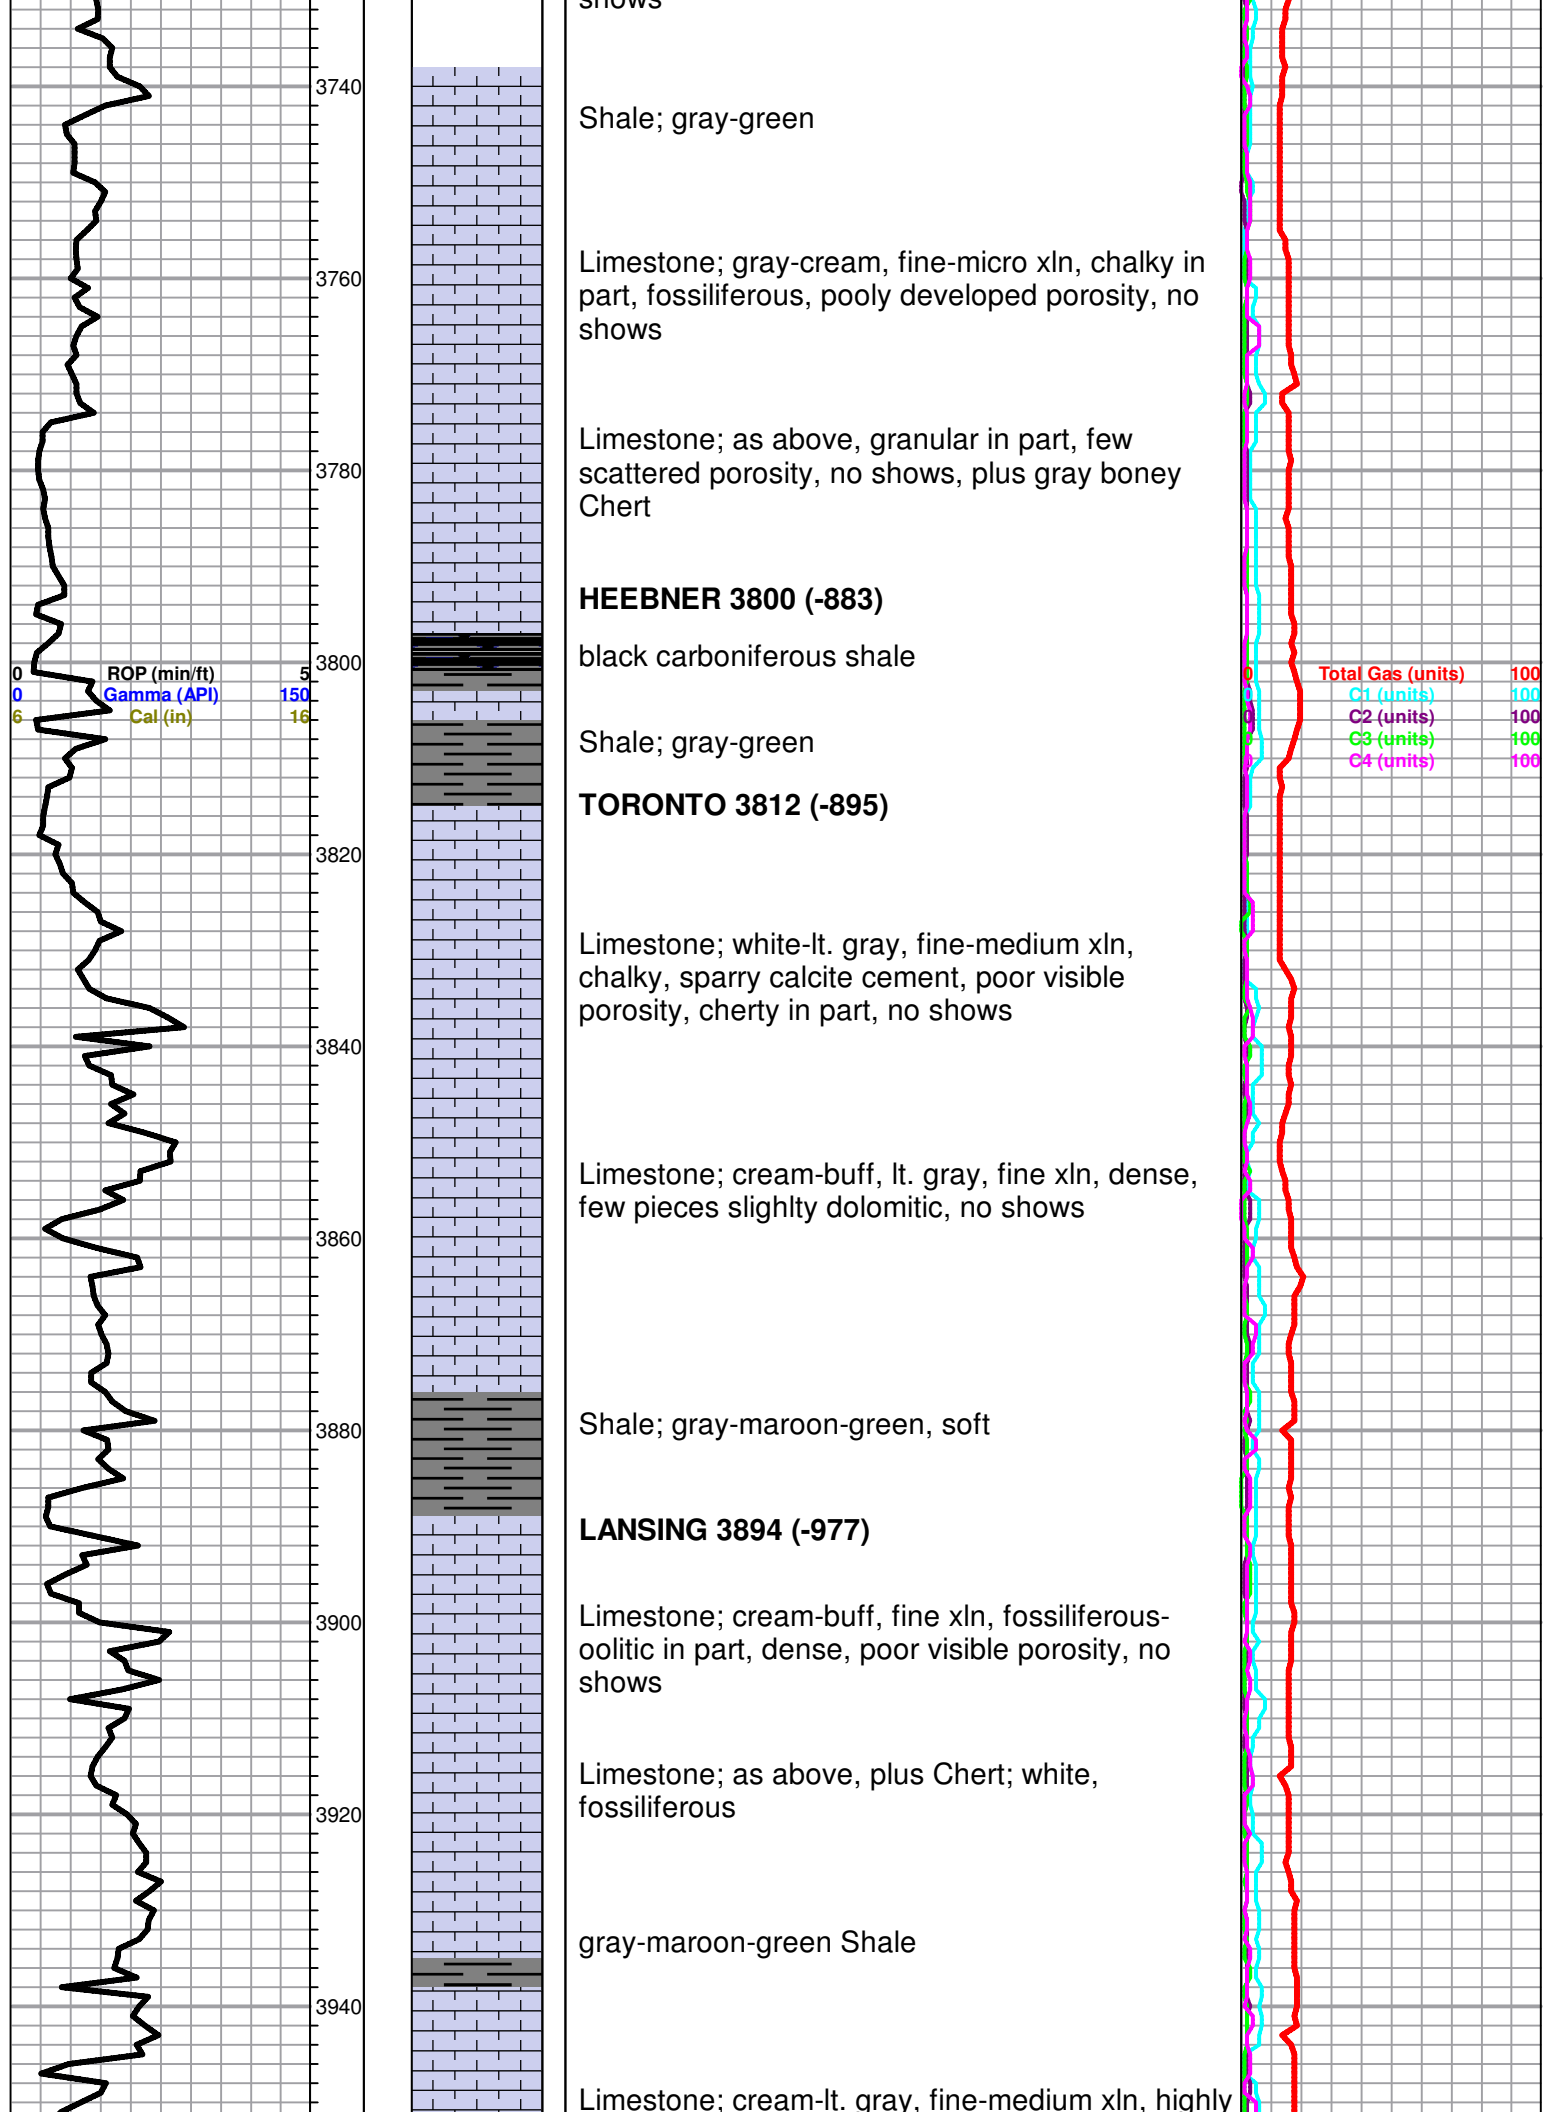 shows
3740
Shale; gray-green
3760
Limestone; gray-cream, fine-micro xln, chalky in
part, fossiliferous, pooly developed porosity, no
shows
Limestone; as above, granular in part, few
scattered porosity, no shows, plus gray boney
Chert
3780
HEEBNER 3800 (-883)
black carboniferous shale
3800
0 ROP (min/ft) 5
0 Gamma (API) 150
6 Cal (in) 16
0 Total Gas (units) 100
0 C1 (units) 100
0 C2 (units) 100
0 C3 (units) 100
0 C4 (units) 100
Shale; gray-green
TORONTO 3812 (-895)
3820
Limestone; white-lt. gray, fine-medium xln,
chalky, sparry calcite cement, poor visible
porosity, cherty in part, no shows
3840
Limestone; cream-buff, lt. gray, fine xln, dense,
few pieces slighlty dolomitic, no shows
3860
Shale; gray-maroon-green, soft
3880
LANSING 3894 (-977)
3900
Limestone; cream-buff, fine xln, fossiliferous-
oolitic in part, dense, poor visible porosity, no
shows
Limestone; as above, plus Chert; white,
fossiliferous
3920
gray-maroon-green Shale
3940
Limestone; cream-lt. gray, fine-medium xln, highly